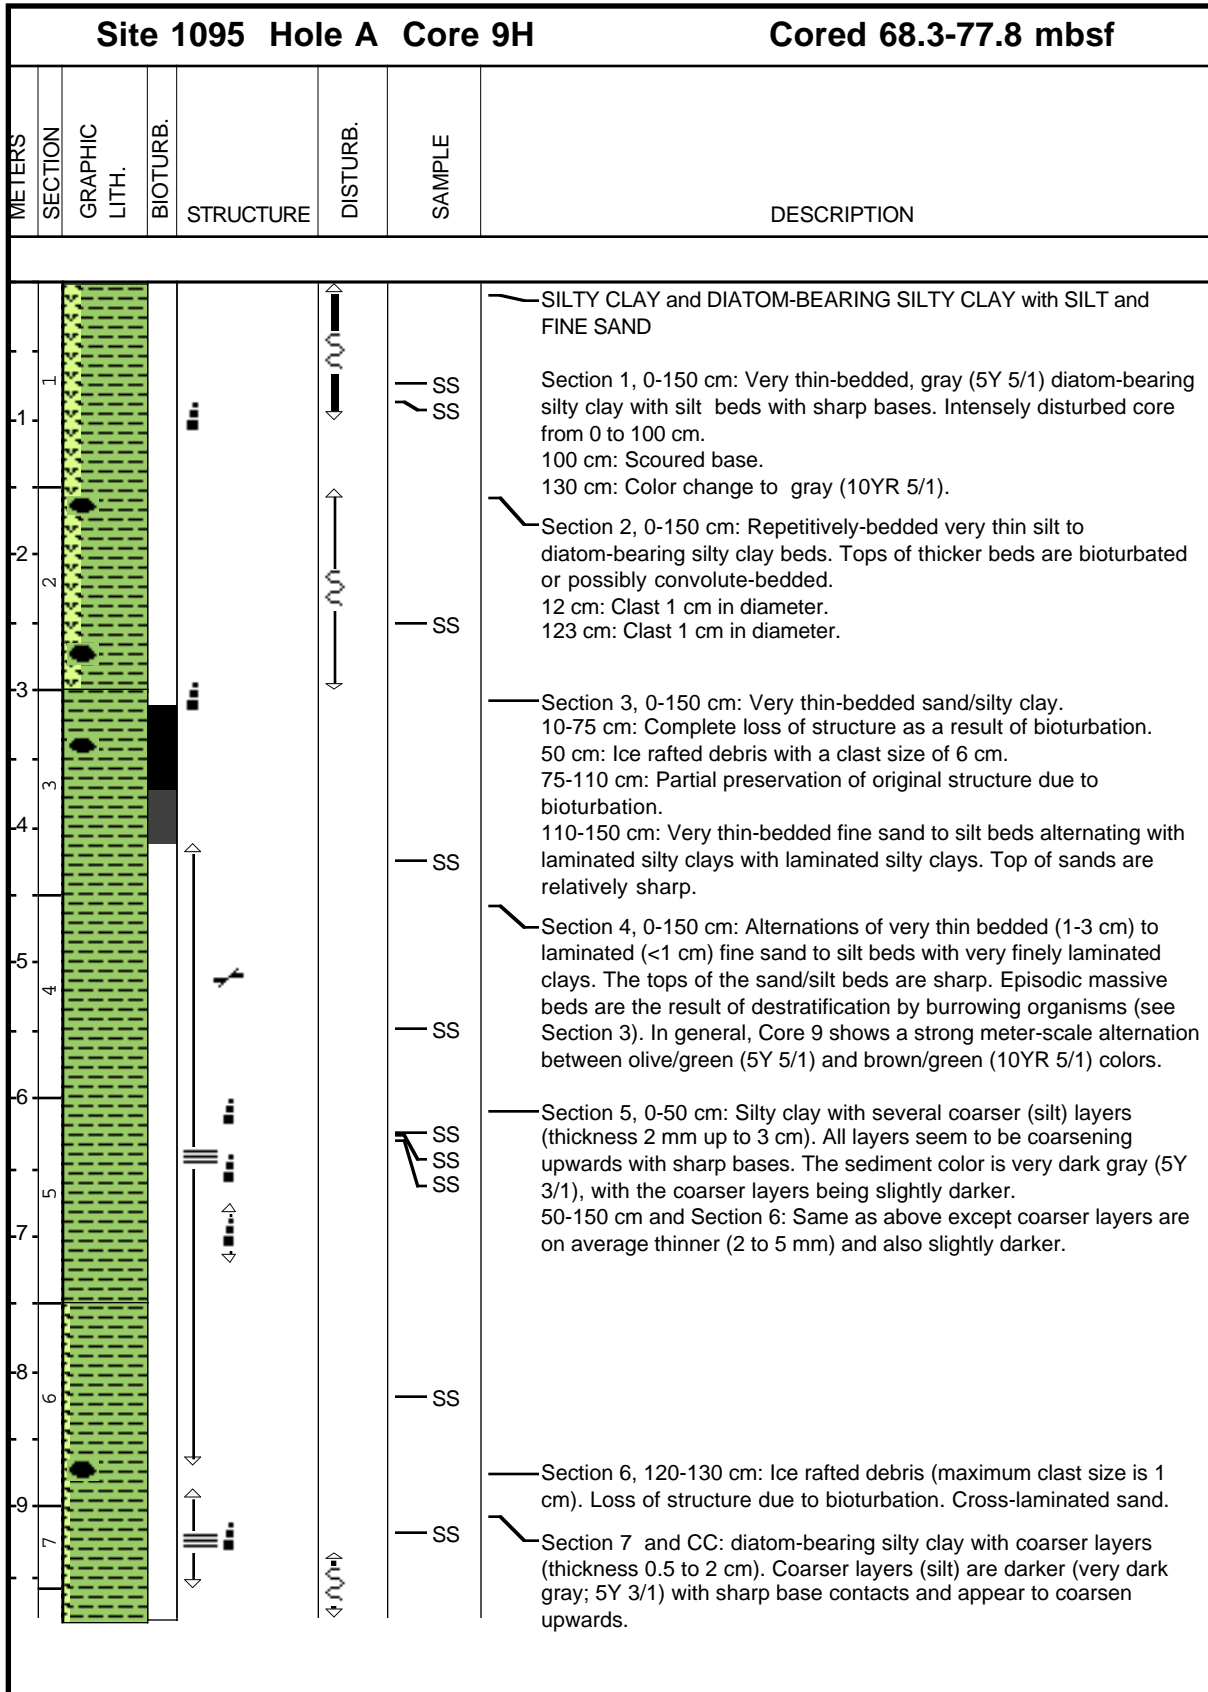 Site 1095 Hole A Core 9H Cored 68.3-77.8 mbsf
METERS
SECTION
GRAPHIC
LITH.
BIOTURB.
STRUCTURE
DISTURB.
SAMPLE
DESCRIPTION
SILTY CLAY and DIATOM-BEARING SILTY CLAY with SILT and
FINE SAND
1
SS
SS
1
Section 1, 0-150 cm: Very thin-bedded, gray (5Y 5/1) diatom-bearing
silty clay with silt beds with sharp bases. Intensely disturbed core
from 0 to 100 cm.
100 cm: Scoured base.
130 cm: Color change to gray (10YR 5/1).
2
2
SS
Section 2, 0-150 cm: Repetitively-bedded very thin silt to
diatom-bearing silty clay beds. Tops of thicker beds are bioturbated
or possibly convolute-bedded.
12 cm: Clast 1 cm in diameter.
123 cm: Clast 1 cm in diameter.
3
3
4
SS
Section 3, 0-150 cm: Very thin-bedded sand/silty clay.
10-75 cm: Complete loss of structure as a result of bioturbation.
50 cm: Ice rafted debris with a clast size of 6 cm.
75-110 cm: Partial preservation of original structure due to
bioturbation.
110-150 cm: Very thin-bedded fine sand to silt beds alternating with
laminated silty clays with laminated silty clays. Top of sands are
relatively sharp.
5
4
SS
Section 4, 0-150 cm: Alternations of very thin bedded (1-3 cm) to
laminated (<1 cm) fine sand to silt beds with very finely laminated
clays. The tops of the sand/silt beds are sharp. Episodic massive
beds are the result of destratification by burrowing organisms (see
Section 3). In general, Core 9 shows a strong meter-scale alternation
between olive/green (5Y 5/1) and brown/green (10YR 5/1) colors.
6
SS
SS
SS
5
7
Section 5, 0-50 cm: Silty clay with several coarser (silt) layers
(thickness 2 mm up to 3 cm). All layers seem to be coarsening
upwards with sharp bases. The sediment color is very dark gray (5Y
3/1), with the coarser layers being slightly darker.
50-150 cm and Section 6: Same as above except coarser layers are
on average thinner (2 to 5 mm) and also slightly darker.
8
6
SS
Section 6, 120-130 cm: Ice rafted debris (maximum clast size is 1
cm). Loss of structure due to bioturbation. Cross-laminated sand.
9
7
SS
Section 7 and CC: diatom-bearing silty clay with coarser layers
(thickness 0.5 to 2 cm). Coarser layers (silt) are darker (very dark
gray; 5Y 3/1) with sharp base contacts and appear to coarsen
upwards.